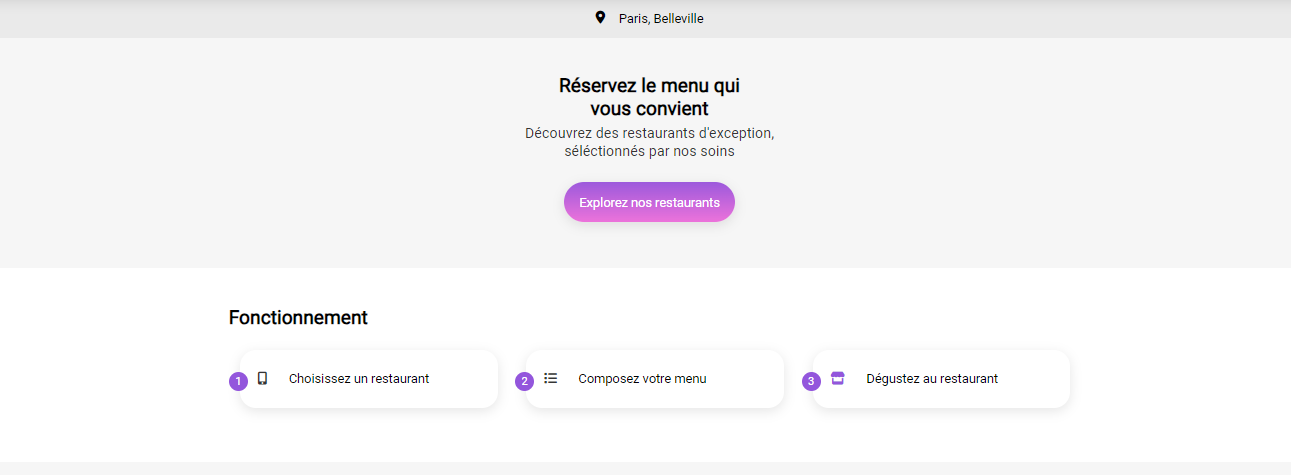 Paris, Belleville
Réservez le menu qui
vous convient
Découvrez des restaurants d'exception,
séléctionnés par nos soins
Explorez nos restaurants
Fonctionnement
1 Choisissez un restaurant
2 Composez votre menu
3 Dégustez au restaurant